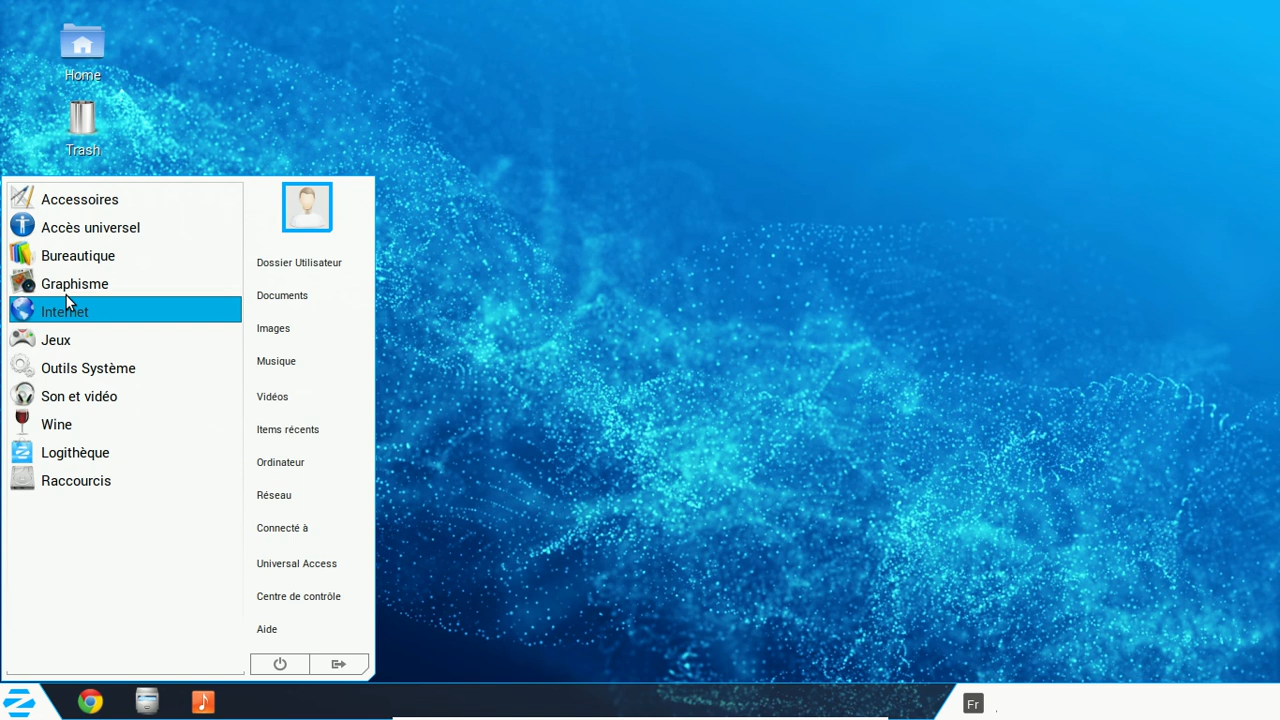 Home
Trash
Accessoires
Accès universel
Bureautique
Graphisme
Internet
Jeux
Outils Système
Son et vidéo
Wine
Logithèque
Raccourcis
Dossier Utilisateur
Documents
Images
Musique
Vidéos
Items récents
Ordinateur
Réseau
Connecté à
Universal Access
Centre de contrôle
Aide
Fr